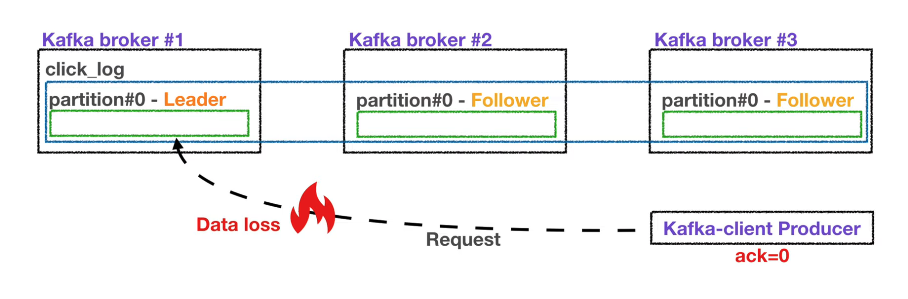 Kafka broker #1
Kafka broker #2
Kafka broker #3
click_log
partition#0 - Leader
partition#0 - Follower
partition#0 - Follower
Data loss
Request
Kafka-client Producer
ack=0